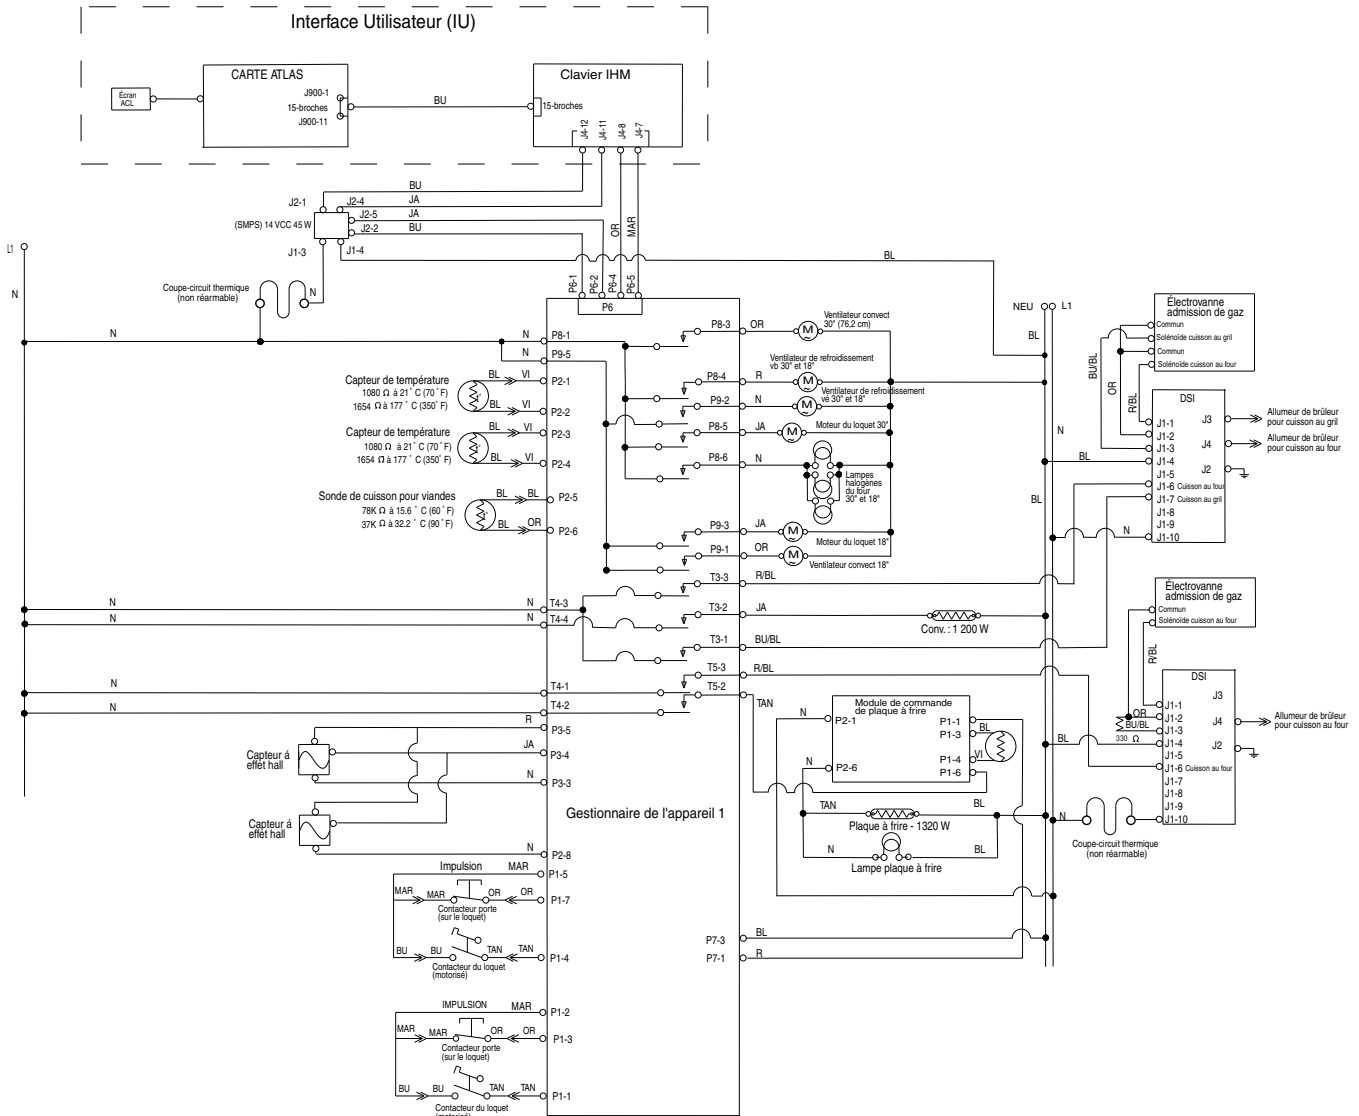 Interface Utilisateur (IU)
CARTE ATLAS
Clavier IHM
Écran
ACL
J900-1
15-broches
J900-11
BU
15-broches
J4-12
J4-11
J4-8
J4-7
BU
J2-1
J2-4
JA
J2-5
JA
(SMPS) 14 VCC 45 W
J2-2
BU
OR
MAR
L1
J1-3
J1-4
BL
N
Coupe-circuit thermique
(non réarmable)
N
P6-1
P6-2
P6-4
P6-5
P6
NEU
L1
Électrovanne
admission de gaz
Commun
Solénoïde cuisson au gril
Commun
Solénoïde cuisson au four
BL
BU/BL
OR
R/BL
N
N
P8-1
N
P9-5
P8-3
OR
M
Ventilateur convect
30" (76,2 cm)
Ventilateur de refroidissement
vb 30" et 18"
P8-4
R
M
Ventilateur de refroidissement
vé 30" et 18"
P9-2
N
M
P8-5
JA
M
Moteur du loquet 30"
P8-6
N
Lampes
halogènes
du four
30" et 18"
P9-3
JA
M
Moteur du loquet 18"
P9-1
OR
M
Ventilateur convect 18"
Capteur de température
1080 Ω à 21˚ C (70˚F)
1654 Ω à 177˚ C (350˚F)
BL
VI
P2-1
BL
VI
P2-2
Capteur de température
1080 Ω à 21˚ C (70˚F)
1654 Ω à 177˚ C (350˚F)
BL
VI
P2-3
BL
VI
P2-4
Sonde de cuisson pour viandes
78K Ω à 15.6 ˚ C (60˚F)
37K Ω à 32.2 ˚ C (90˚F)
BL
BL
P2-5
BL
OR
P2-6
DSI
J3
J4
J2
Allumeur de brûleur
pour cuisson au gril
Allumeur de brûleur
pour cuisson au four
J1-1
J1-2
J1-3
BL
J1-4
J1-5
J1-6 Cuisson au four
J1-7 Cuisson au gril
J1-8
J1-9
N
J1-10
N
BL
T3-3
R/BL
N
T4-3
N
T4-4
T3-2
JA
Conv. : 1 200 W
T3-1
BU/BL
T5-3
R/BL
N
T4-1
T5-2
TAN
N
T4-2
Électrovanne
admission de gaz
Commun
Solénoïde cuisson au four
R/BL
DSI
J3
J4
J2
Allumeur de brûleur
pour cuisson au four
J1-1
OR
J1-2
BU/BL
J1-3
330 Ω
BL
J1-4
J1-5
J1-6 Cuisson au four
J1-7
J1-8
J1-9
N
J1-10
Coupe-circuit thermique
(non réarmable)
Module de commande
de plaque à frire
N
P2-1
P1-1
P1-3
BL
N
P2-6
P1-4
VI
P1-6
TAN
BL
Plaque à frire - 1320 W
N
BL
Lampe plaque à frire
R
P3-5
Capteur á
effét hall
JA
P3-4
N
P3-3
Capteur á
effét hall
N
P2-8
Gestionnaire de l'appareil 1
Impulsion
MAR
P1-5
MAR
MAR
OR
OR
P1-7
Contacteur porte
(sur le loquet)
BU
BU
TAN
TAN
P1-4
Contacteur du loquet
(motorisé)
P7-3
BL
P7-1
R
IMPULSION
MAR
P1-2
MAR
MAR
OR
OR
P1-3
Contacteur porte
(sur le loquet)
BU
BU
TAN
TAN
P1-1
Contacteur du loquet